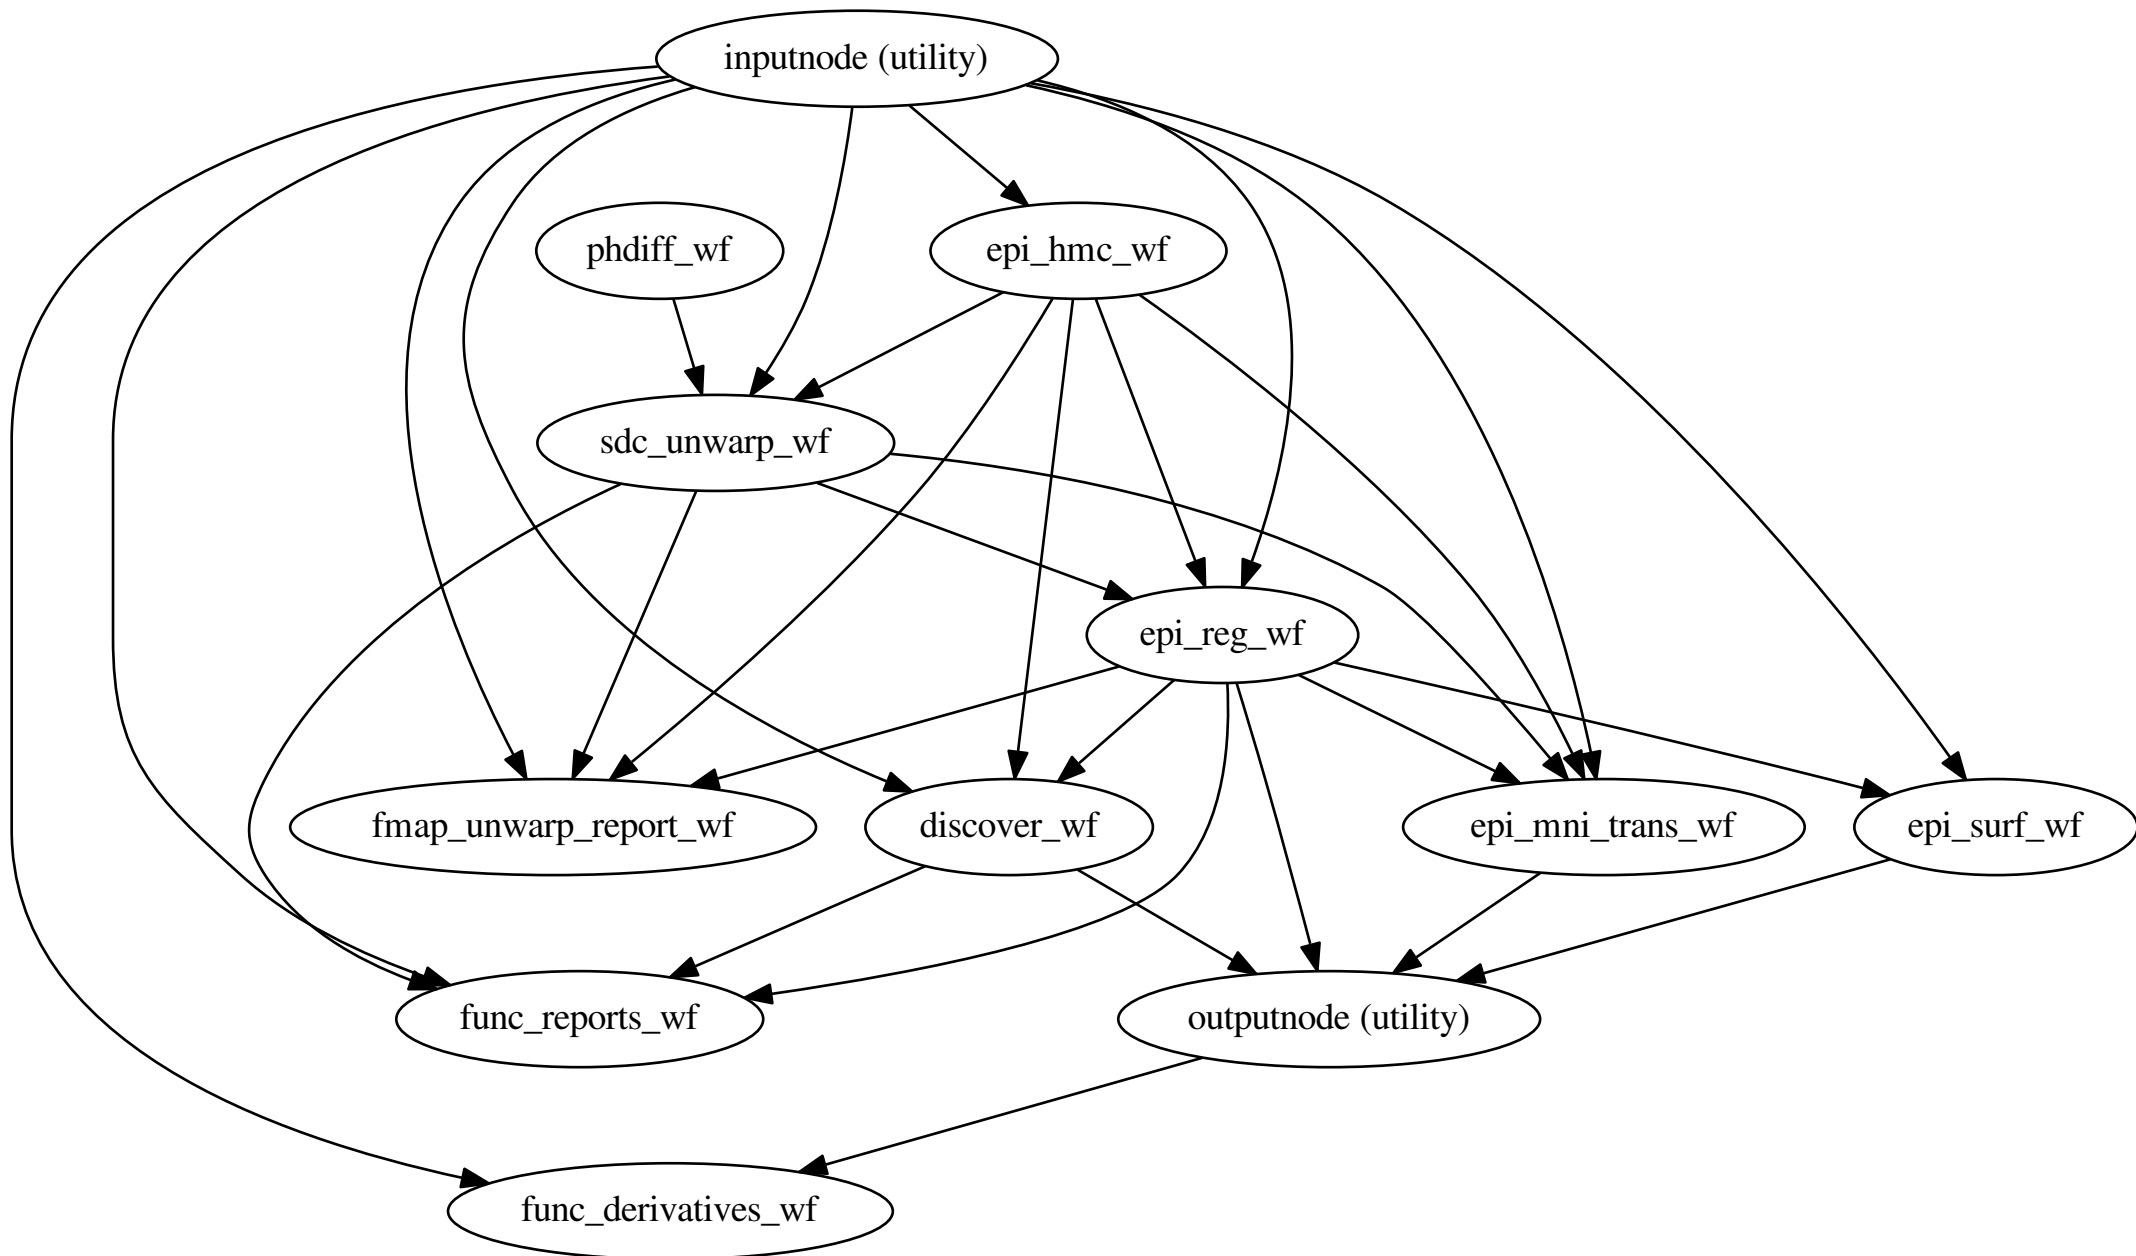 inputnode (utility)
phdiff_wf
epi_hmc_wf
sdc_unwarp_wf
epi_reg_wf
fmap_unwarp_report_wf
discover_wf
epi_mni_trans_wf
epi_surf_wf
func_reports_wf
outputnode (utility)
func_derivatives_wf